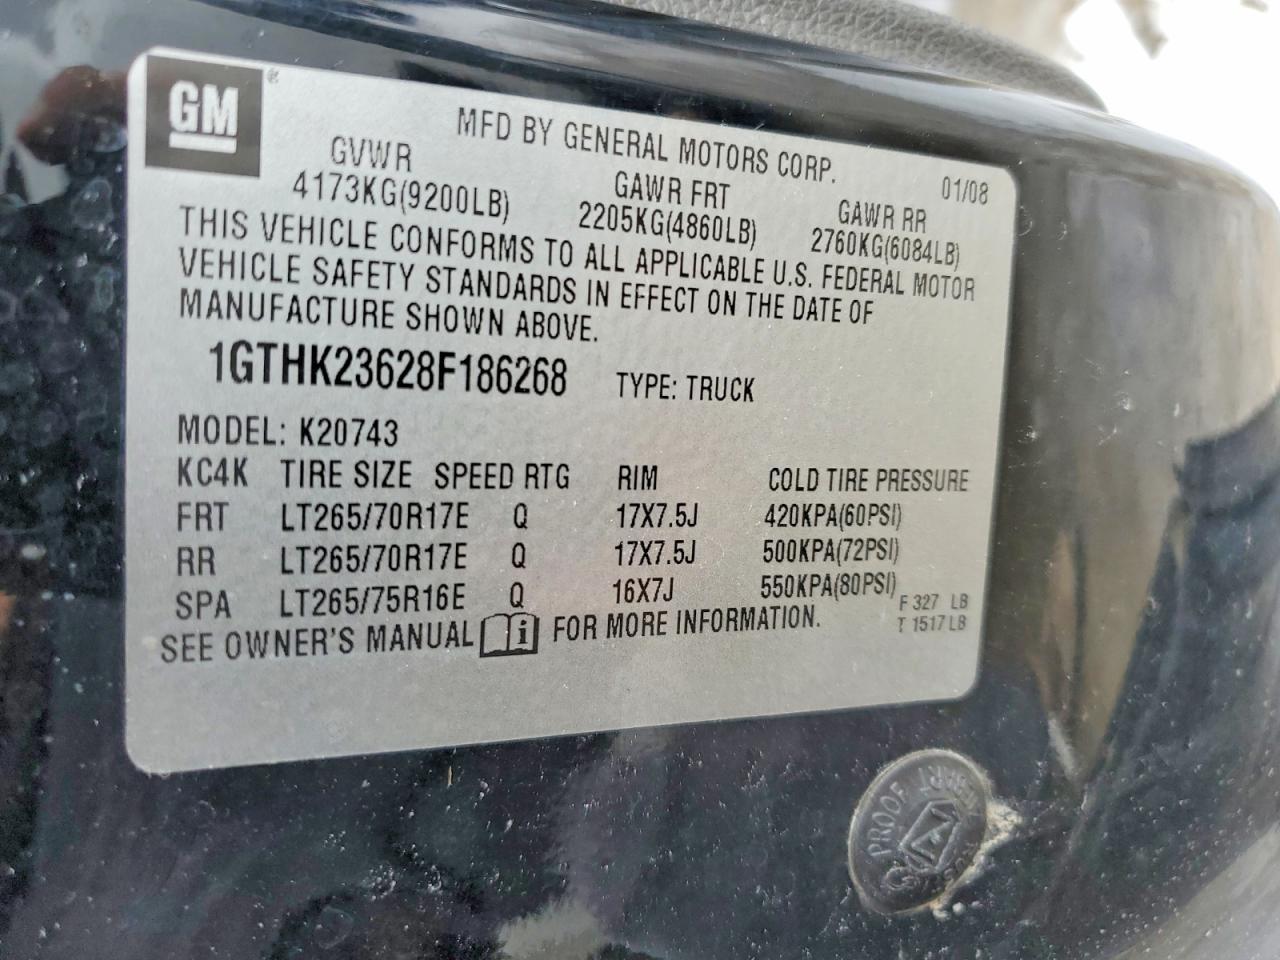 GM®
MFD BY GENERAL MOTORS CORP.
01/08
GVWR GAWR FRT GAWR RR
4173KG(9200LB) 2205KG(4860LB) 2760KG(6084LB)
THIS VEHICLE CONFORMS TO ALL APPLICABLE U.S. FEDERAL MOTOR
VEHICLE SAFETY STANDARDS IN EFFECT ON THE DATE OF
MANUFACTURE SHOWN ABOVE.
1GTHK23628F186268 TYPE: TRUCK
MODEL: K20743
KC4K TIRE SIZE SPEED RTG RIM COLD TIRE PRESSURE
FRT LT265/70R17E Q 17X7.5J 420KPA(60PSI)
RR LT265/70R17E Q 17X7.5J 500KPA(72PSI)
SPA LT265/75R16E Q 16X7J 550KPA(80PSI)
F 327 LB
T 1517 LB
SEE OWNER'S MANUAL i FOR MORE INFORMATION.
PROOF